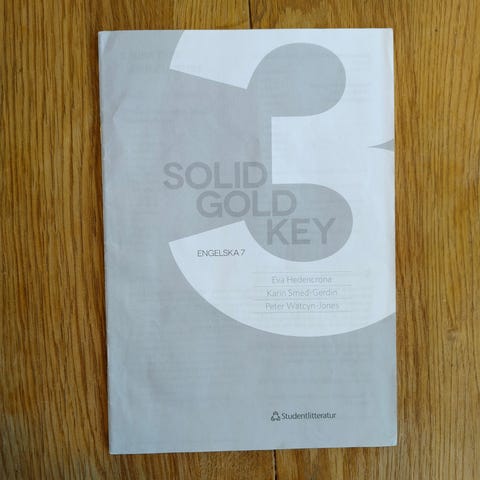 3
SOLID
GOLD
KEY
ENGELSKA 7
Eva Hedencrona
Karin Smed-Gerdin
Peter Watcyn-Jones
Studentlitteratur